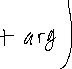 + arg )